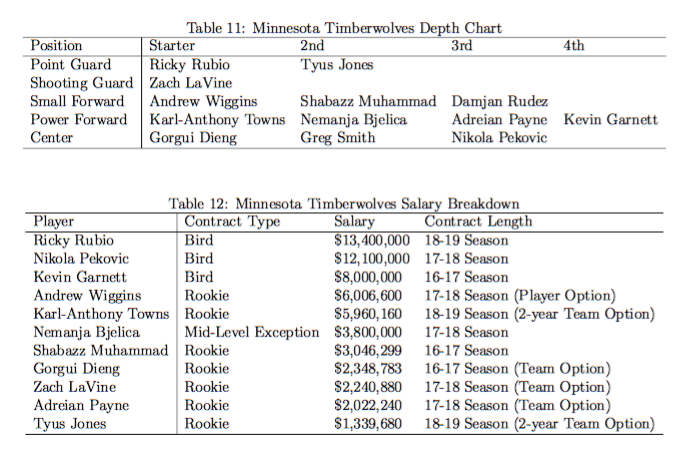 Table 11: Minnesota Timberwolves Depth Chart
Position Starter 2nd 3rd 4th
Point Guard Ricky Rubio Tyus Jones
Shooting Guard Zach LaVine
Small Forward Andrew Wiggins Shabazz Muhammad Damjan Rudez
Power Forward Karl-Anthony Towns Nemanja Bjelica Adreian Payne Kevin Garnett
Center Gorgui Dieng Greg Smith Nikola Pekovic
Table 12: Minnesota Timberwolves Salary Breakdown
Player Contract Type Salary Contract Length
Ricky Rubio Bird $13,400,000 18-19 Season
Nikola Pekovic Bird $12,100,000 17-18 Season
Kevin Garnett Bird $8,000,000 16-17 Season
Andrew Wiggins Rookie $6,006,600 17-18 Season (Player Option)
Karl-Anthony Towns Rookie $5,960,160 18-19 Season (2-year Team Option)
Nemanja Bjelica Mid-Level Exception $3,800,000 17-18 Season
Shabazz Muhammad Rookie $3,046,299 16-17 Season
Gorgui Dieng Rookie $2,348,783 16-17 Season (Team Option)
Zach LaVine Rookie $2,240,880 17-18 Season (Team Option)
Adreian Payne Rookie $2,022,240 17-18 Season (Team Option)
Tyus Jones Rookie $1,339,680 18-19 Season (2-year Team Option)